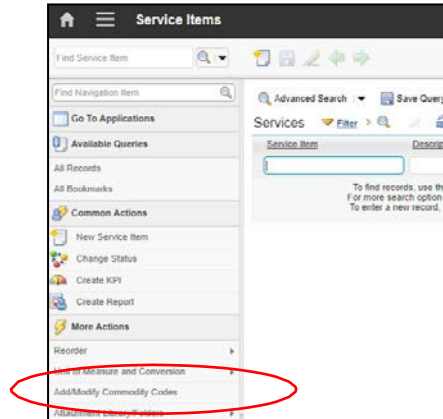 Service Items
Find Service Item
Find Navigation Item
Go To Applications
Available Queries
All Records
All Bookmarks
Common Actions
New Service Item
Change Status
Create KPI
Create Report
More Actions
Reorder
Unit of Measure and Conversion
Add/Modify Commodity Codes
Attachment Library/Folders
Advanced Search Save Quer
Services Filter >
Service Item Descrip
To find records, use th
For more search option
To enter a new record,